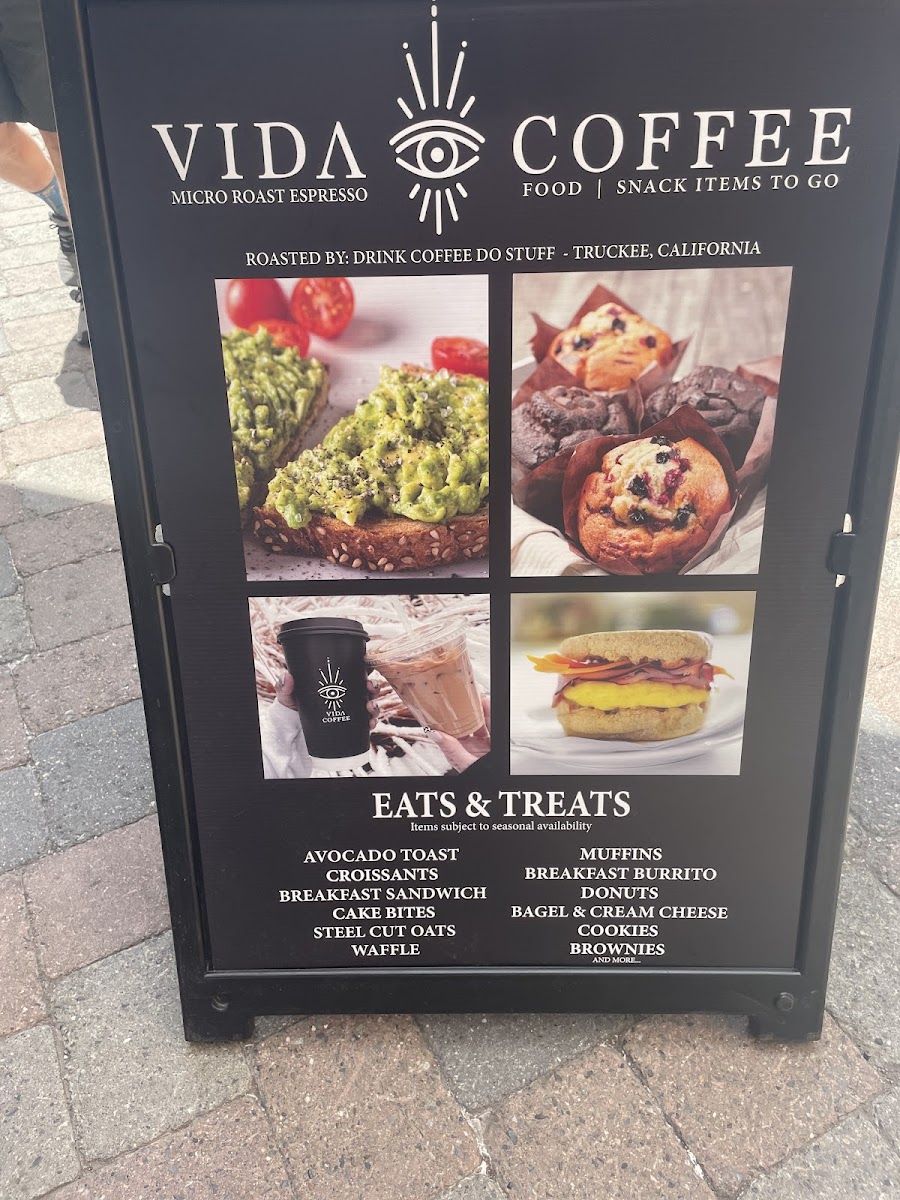 VIDA COFFEE
MICRO ROAST ESPRESSO
FOOD | SNACK ITEMS TO GO
ROASTED BY: DRINK COFFEE DO STUFF - TRUCKEE, CALIFORNIA
VIDA
COFFEE
EATS & TREATS
Items subject to seasonal availability
AVOCADO TOAST
CROISSANTS
BREAKFAST SANDWICH
CAKE BITES
STEEL CUT OATS
WAFFLE
MUFFINS
BREAKFAST BURRITO
DONUTS
BAGEL & CREAM CHEESE
COOKIES
BROWNIES
AND MORE...